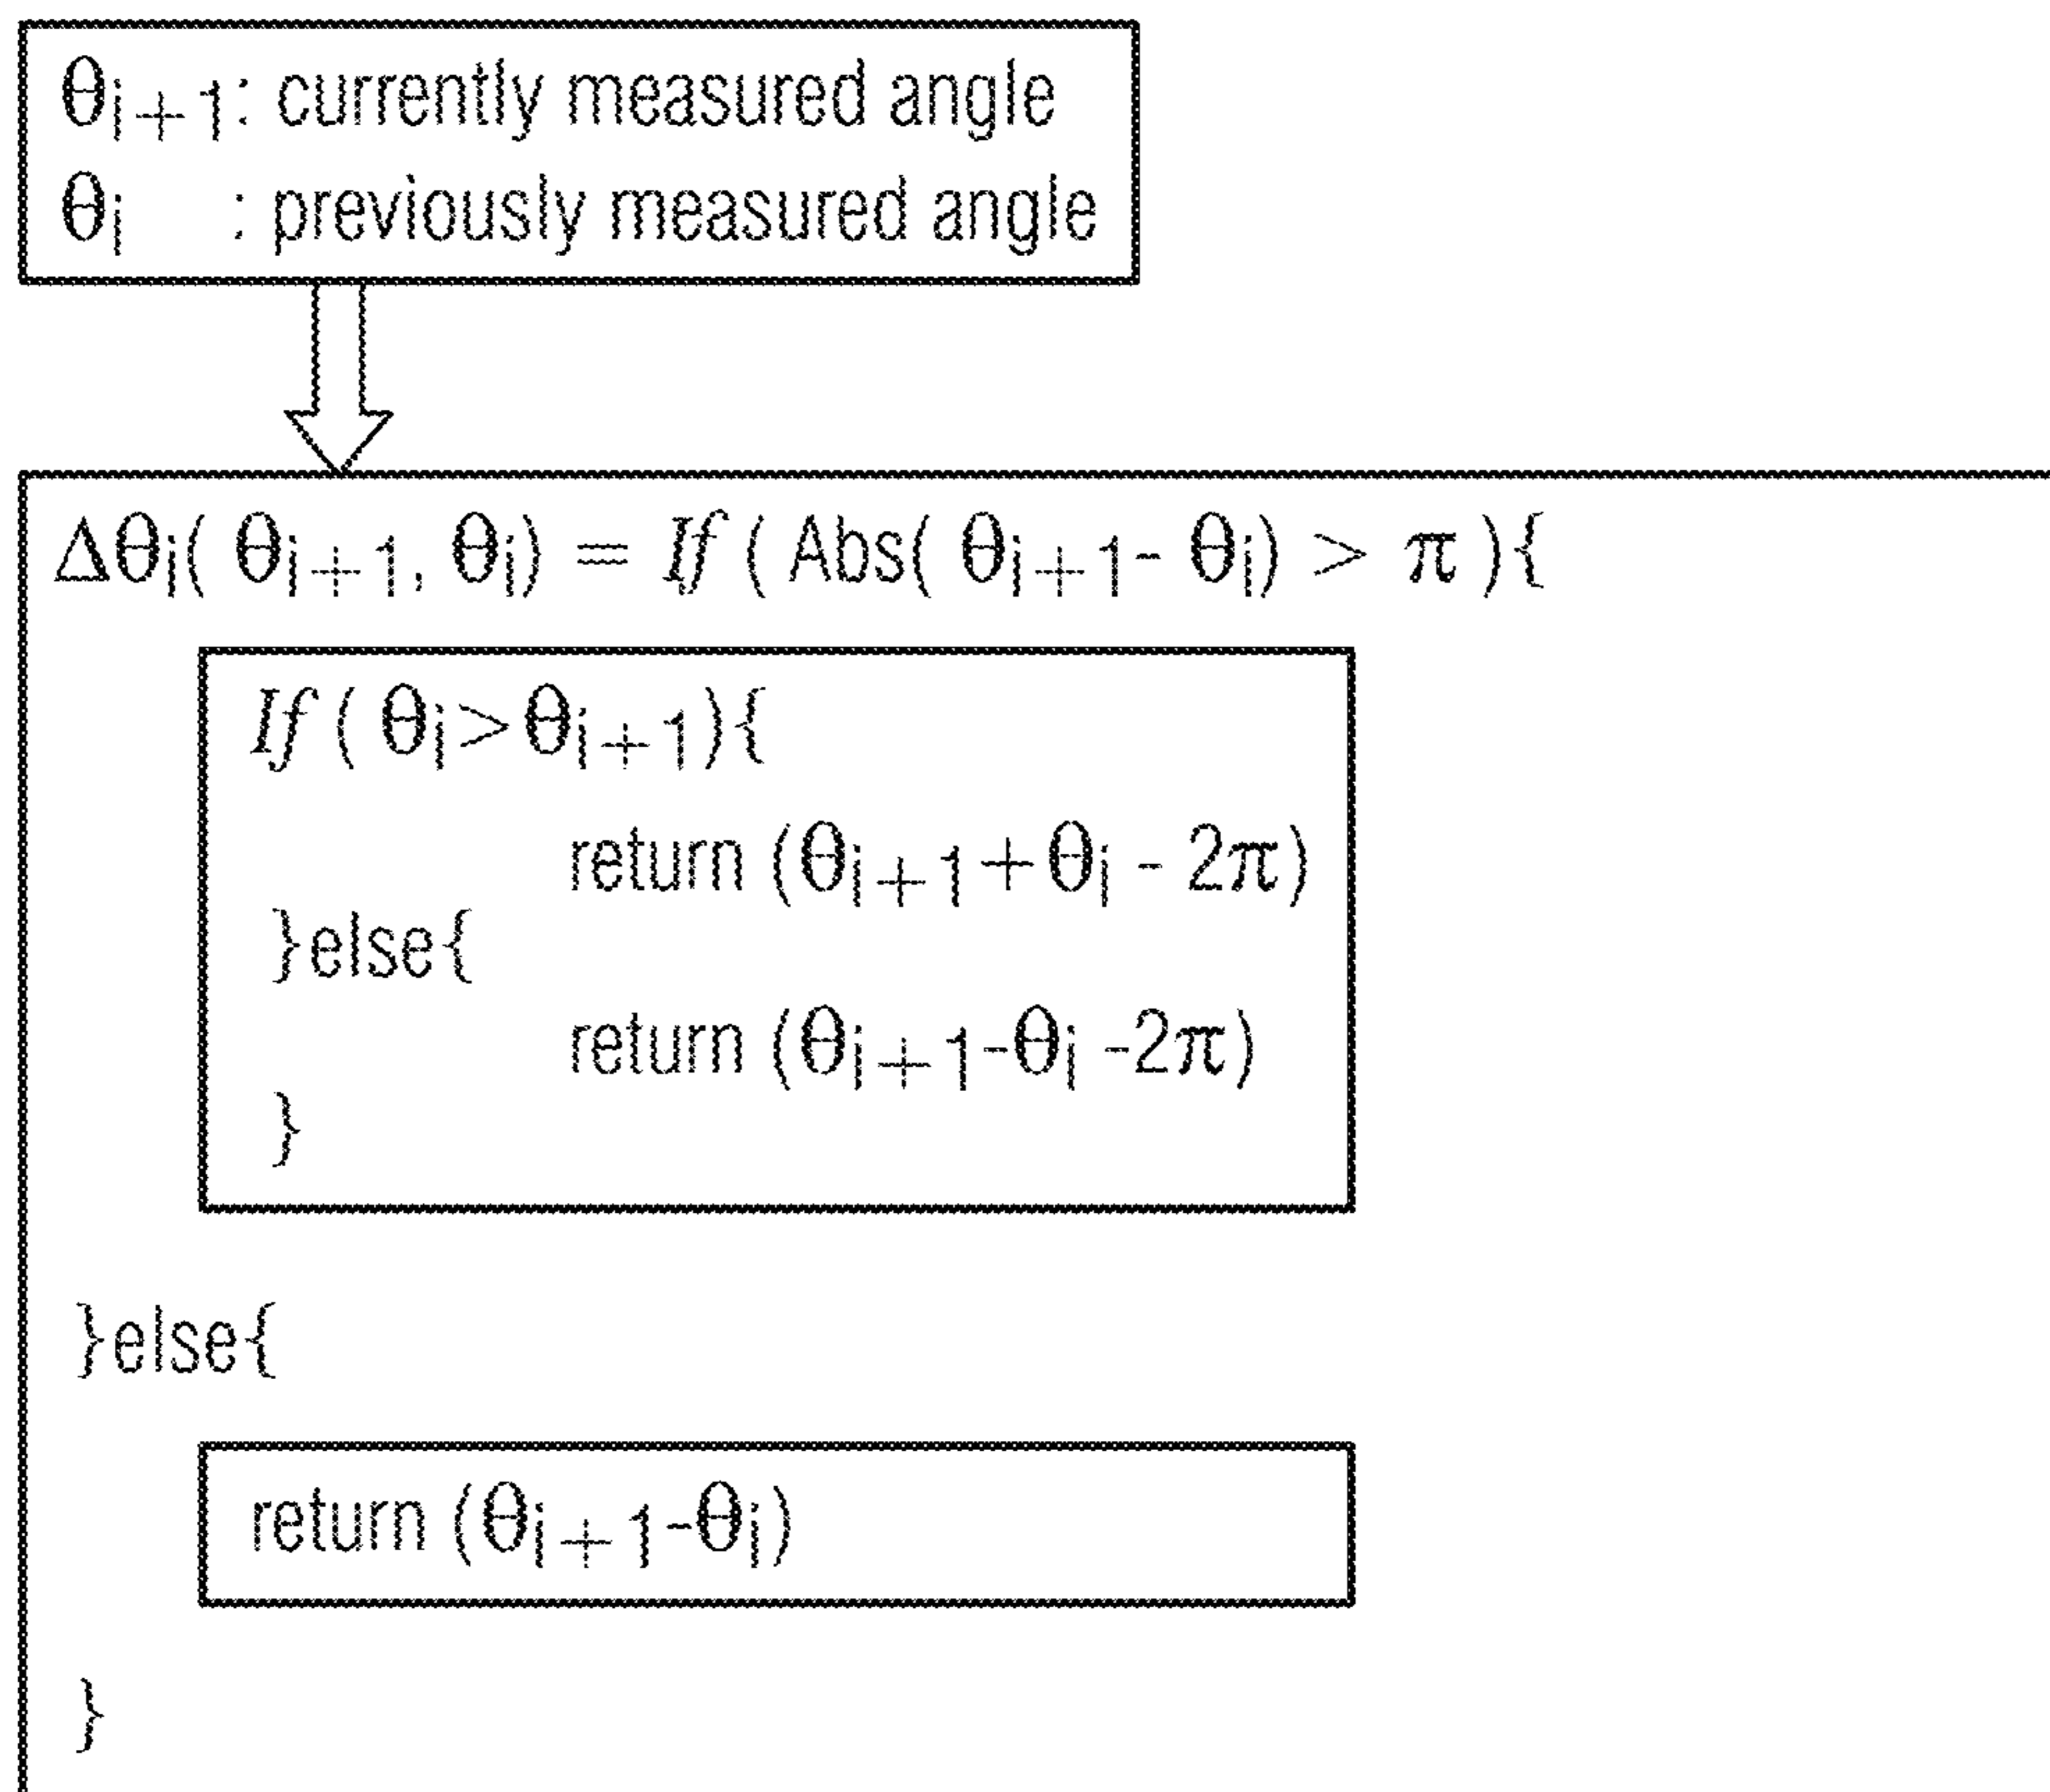 θi+1: currently measured angle
θi : previously measured angle
Δθi( θi+1, θi) = If ( Abs( θi+1- θi) > π ){
If ( θi>θi+1){
return (θi+1+θi - 2π)
}else{
return (θi+1-θi -2π)
}
}else{
return (θi+1-θi)
}